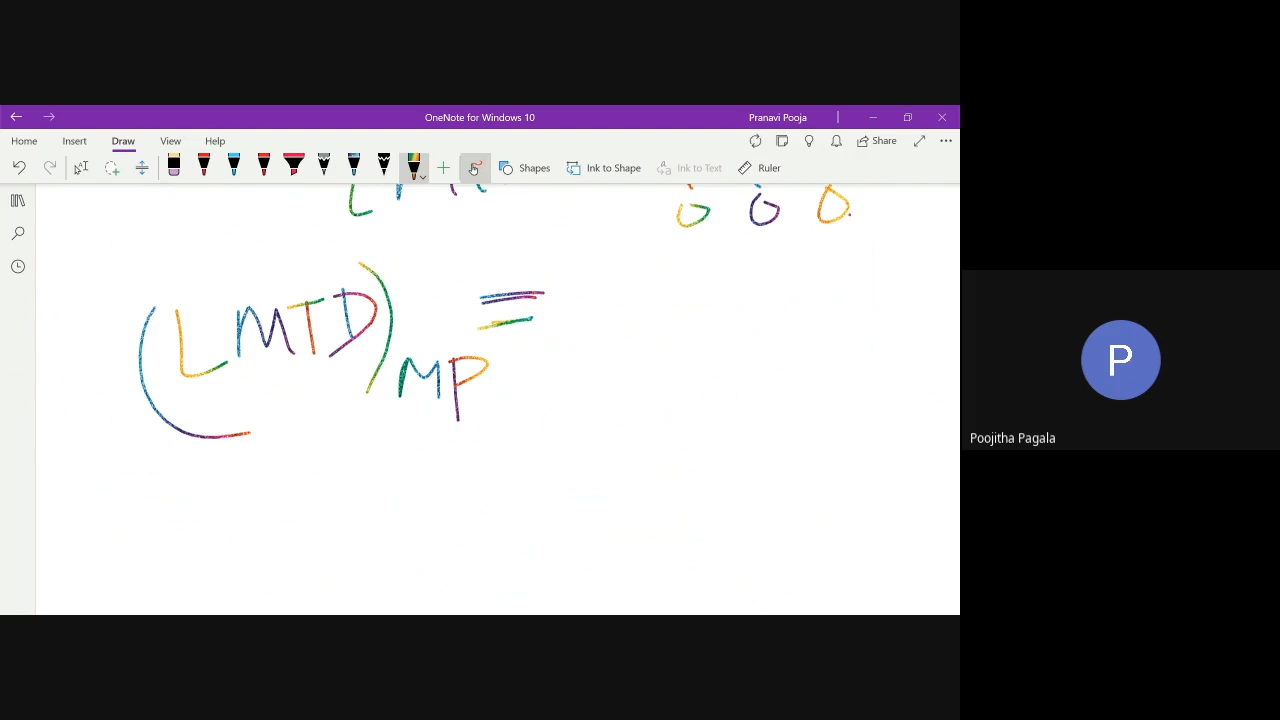 OneNote for Windows 10
Pranavi Pooja
Home Insert Draw View Help
Share
Shapes Ink to Shape Ink to Text Ruler
(LMTD)MP =
P
Poojitha Pagala